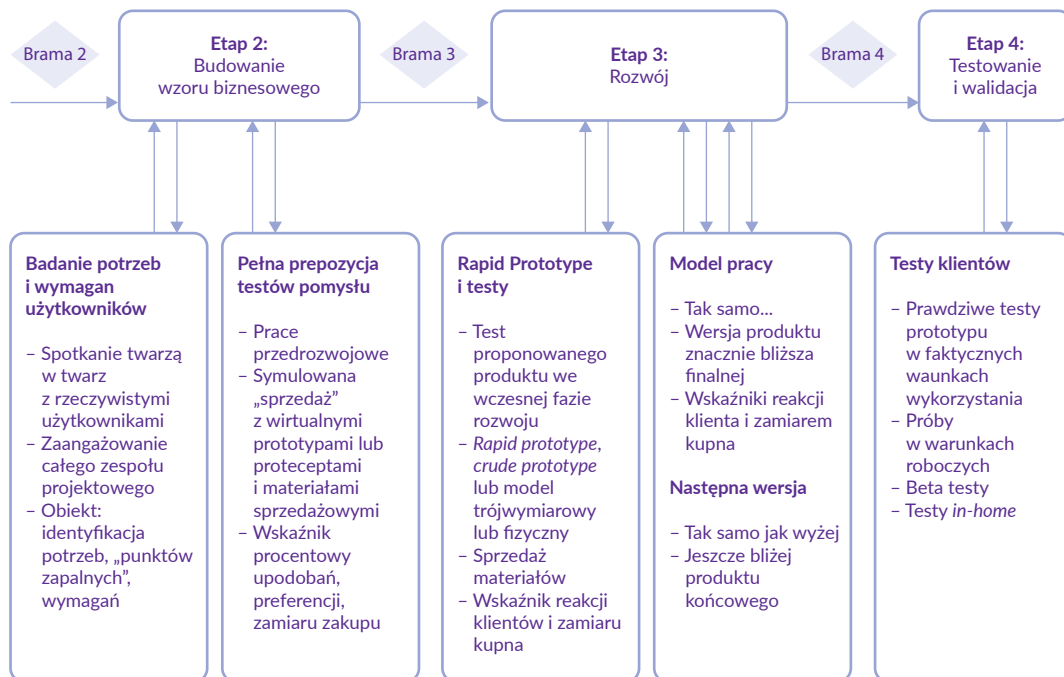 Brama 2
Etap 2:
Budowanie
wzoru biznesowego
Brama 3
Etap 3:
Rozwój
Brama 4
Etap 4:
Testowanie
i walidacja
Badanie potrzeb
i wymagan
użytkowników
– Spotkanie twarzą
w twarz
z rzeczywistymi
użytkownikami
– Zaangażowanie
całego zespołu
projektowego
– Obiekt:
identyfikacja
potrzeb, „punktów
zapalnych”,
wymagań
Pełna prepozycja
testów pomysłu
– Prace
przedrozwojowe
– Symulowana
„sprzedaż”
z wirtualnymi
prototypami lub
proteceptami
i materiałami
sprzedażowymi
– Wskaźnik
procentowy
upodobań,
preferencji,
zamiaru zakupu
Rapid Prototype
i testy
– Test
proponowanego
produktu we
wczesnej fazie
rozwoju
– Rapid prototype,
crude prototype
lub model
trójwymiarowy
lub fizyczny
– Sprzedaż
materiałów
– Wskaźnik reakcji
klientów i zamiaru
kupna
Model pracy
– Tak samo...
– Wersja produktu
znacznie bliższa
finalnej
– Wskaźniki reakcji
klienta i zamiarem
kupna
Następna wersja
– Tak samo jak wyżej
– Jeszcze bliżej
produktu
końcowego
Testy klientów
– Prawdziwe testy
prototypu
w faktycznych
waunkach
wykorzystania
– Próby
w warunkach
roboczych
– Beta testy
– Testy in-home